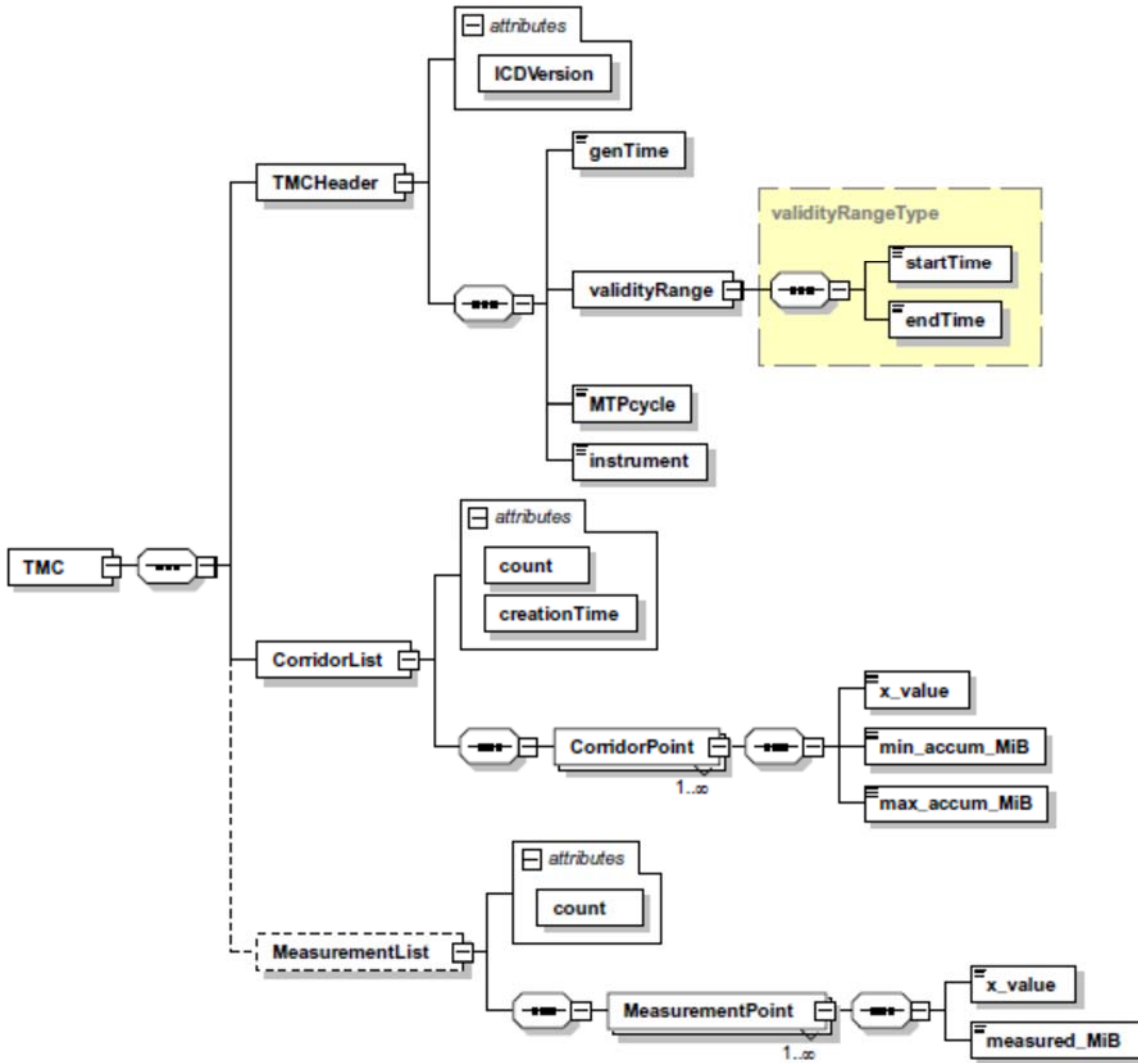 attributes
ICDVersion
genTime
TMCHeader
validityRangeType
startTime
validityRange
endTime
MTPcycle
instrument
attributes
count
TMC
creationTime
CorridorList
x_value
CorridorPoint
min_accum_MiB
1..∞
max_accum_MiB
attributes
count
MeasurementList
x_value
MeasurementPoint
measured_MiB
1..∞